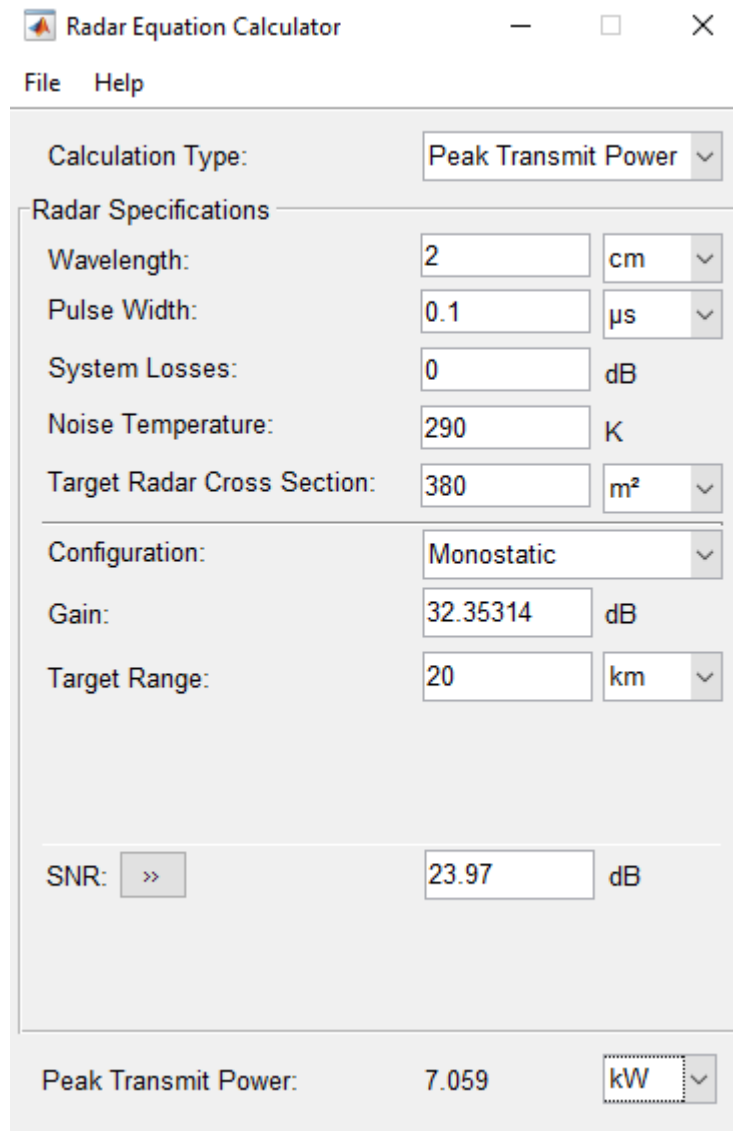 Radar Equation Calculator
File Help
Calculation Type: Peak Transmit Power
Radar Specifications
Wavelength: 2 cm
Pulse Width: 0.1 µs
System Losses: 0 dB
Noise Temperature: 290 K
Target Radar Cross Section: 380 m²
Configuration: Monostatic
Gain: 32.35314 dB
Target Range: 20 km
SNR: >> 23.97 dB
Peak Transmit Power: 7.059 kW